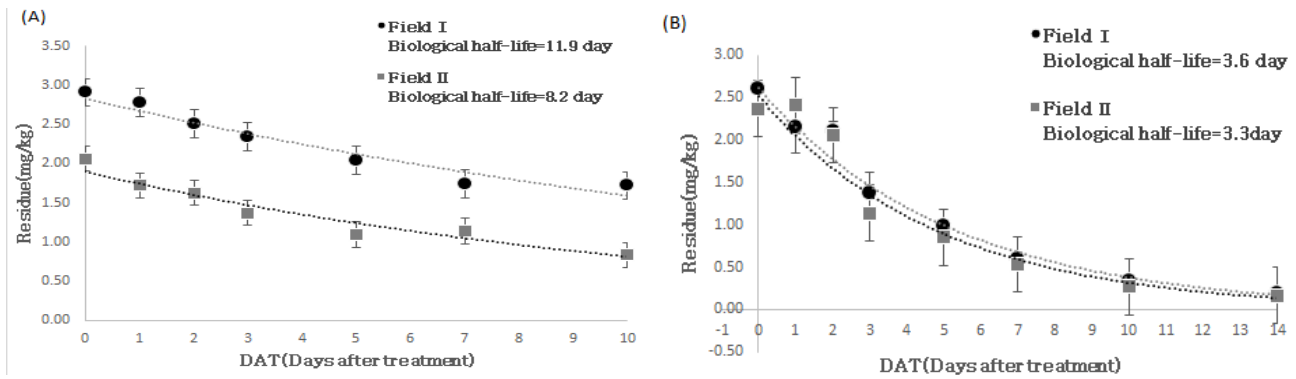 (A)
Field I
Biological half-life=11.9 day
Field II
Biological half-life=8.2 day
Residue(mg/kg)
3.50
3.00
2.50
2.00
1.50
1.00
0.50
0.00
0 1 2 3 4 5 6 7 8 9 10
DAT(Days after treatment)
(B)
Field I
Biological half-life=3.6 day
Field II
Biological half-life=3.3day
Residue(mg/kg)
2.50
2.00
1.50
1.00
0.50
0.00
-0.50
-1 0 1 2 3 4 5 6 7 8 9 10 11 12 13 14
DAT(Days after treatment)